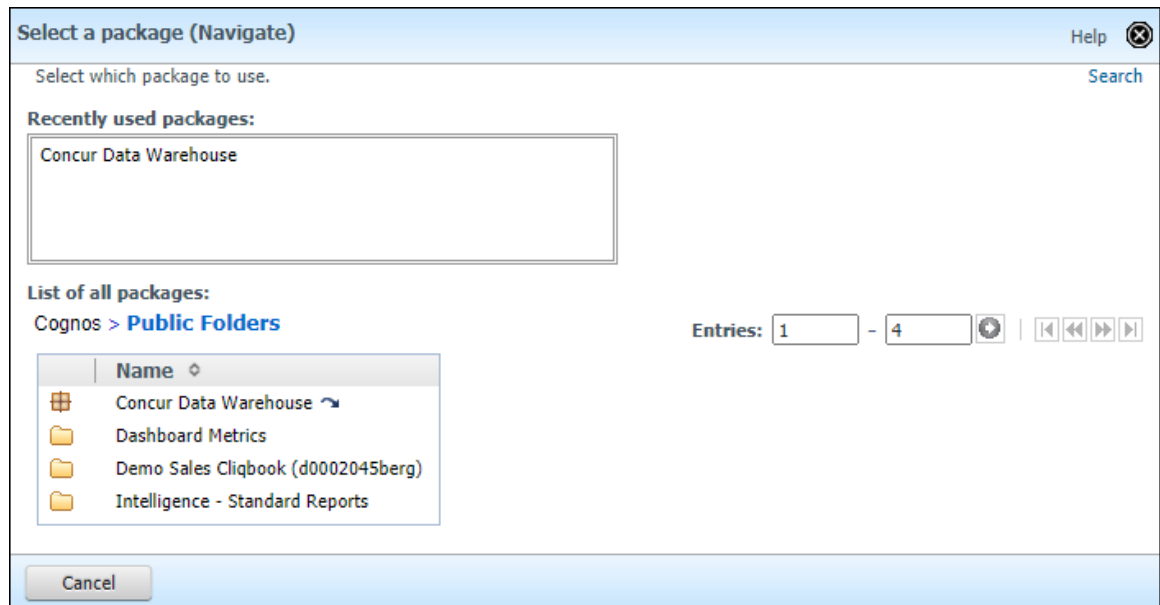 Select a package (Navigate)
Help
Select which package to use.
Search
Recently used packages:
Concur Data Warehouse
List of all packages:
Cognos > Public Folders
Entries: 1 - 4
Name
Concur Data Warehouse
Dashboard Metrics
Demo Sales Cliqbook (d0002045berg)
Intelligence - Standard Reports
Cancel